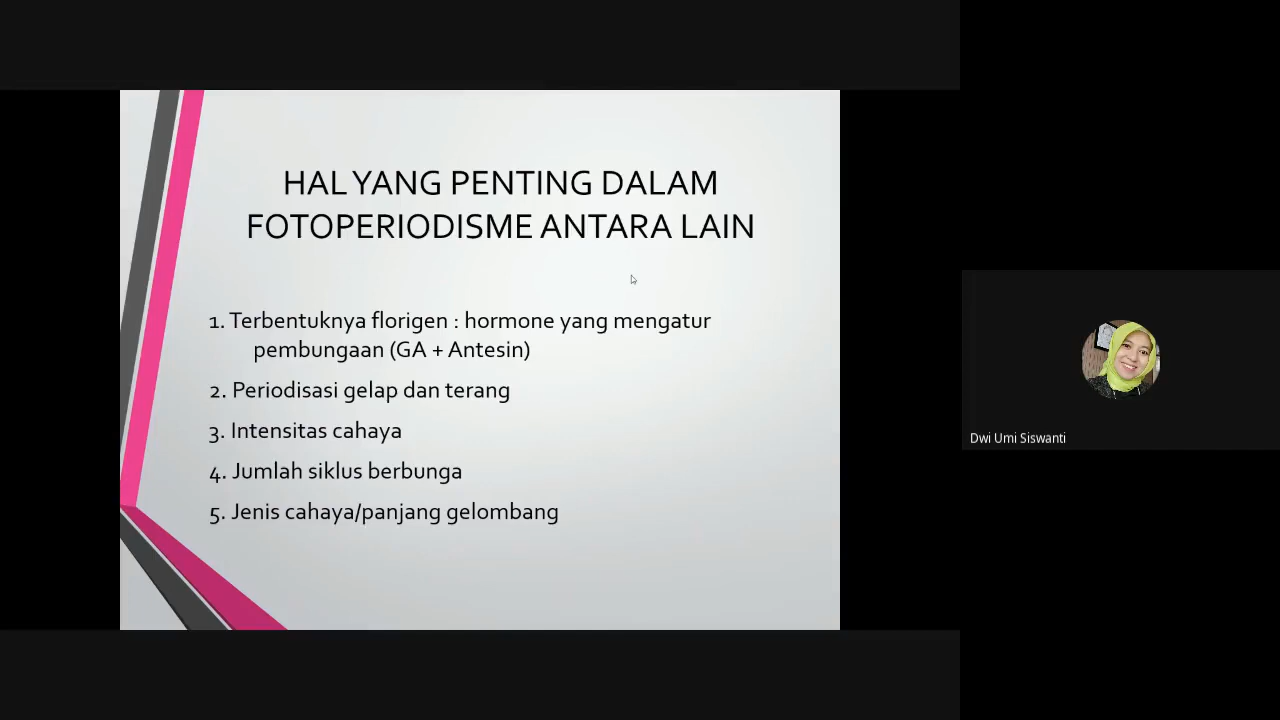 HAL YANG PENTING DALAM
FOTOPERIODISME ANTARA LAIN
1. Terbentuknya florigen : hormone yang mengatur
pembungaan (GA + Antesin)
2. Periodisasi gelap dan terang
3. Intensitas cahaya
4. Jumlah siklus berbunga
5. Jenis cahaya/panjang gelombang
Dwi Umi Siswanti